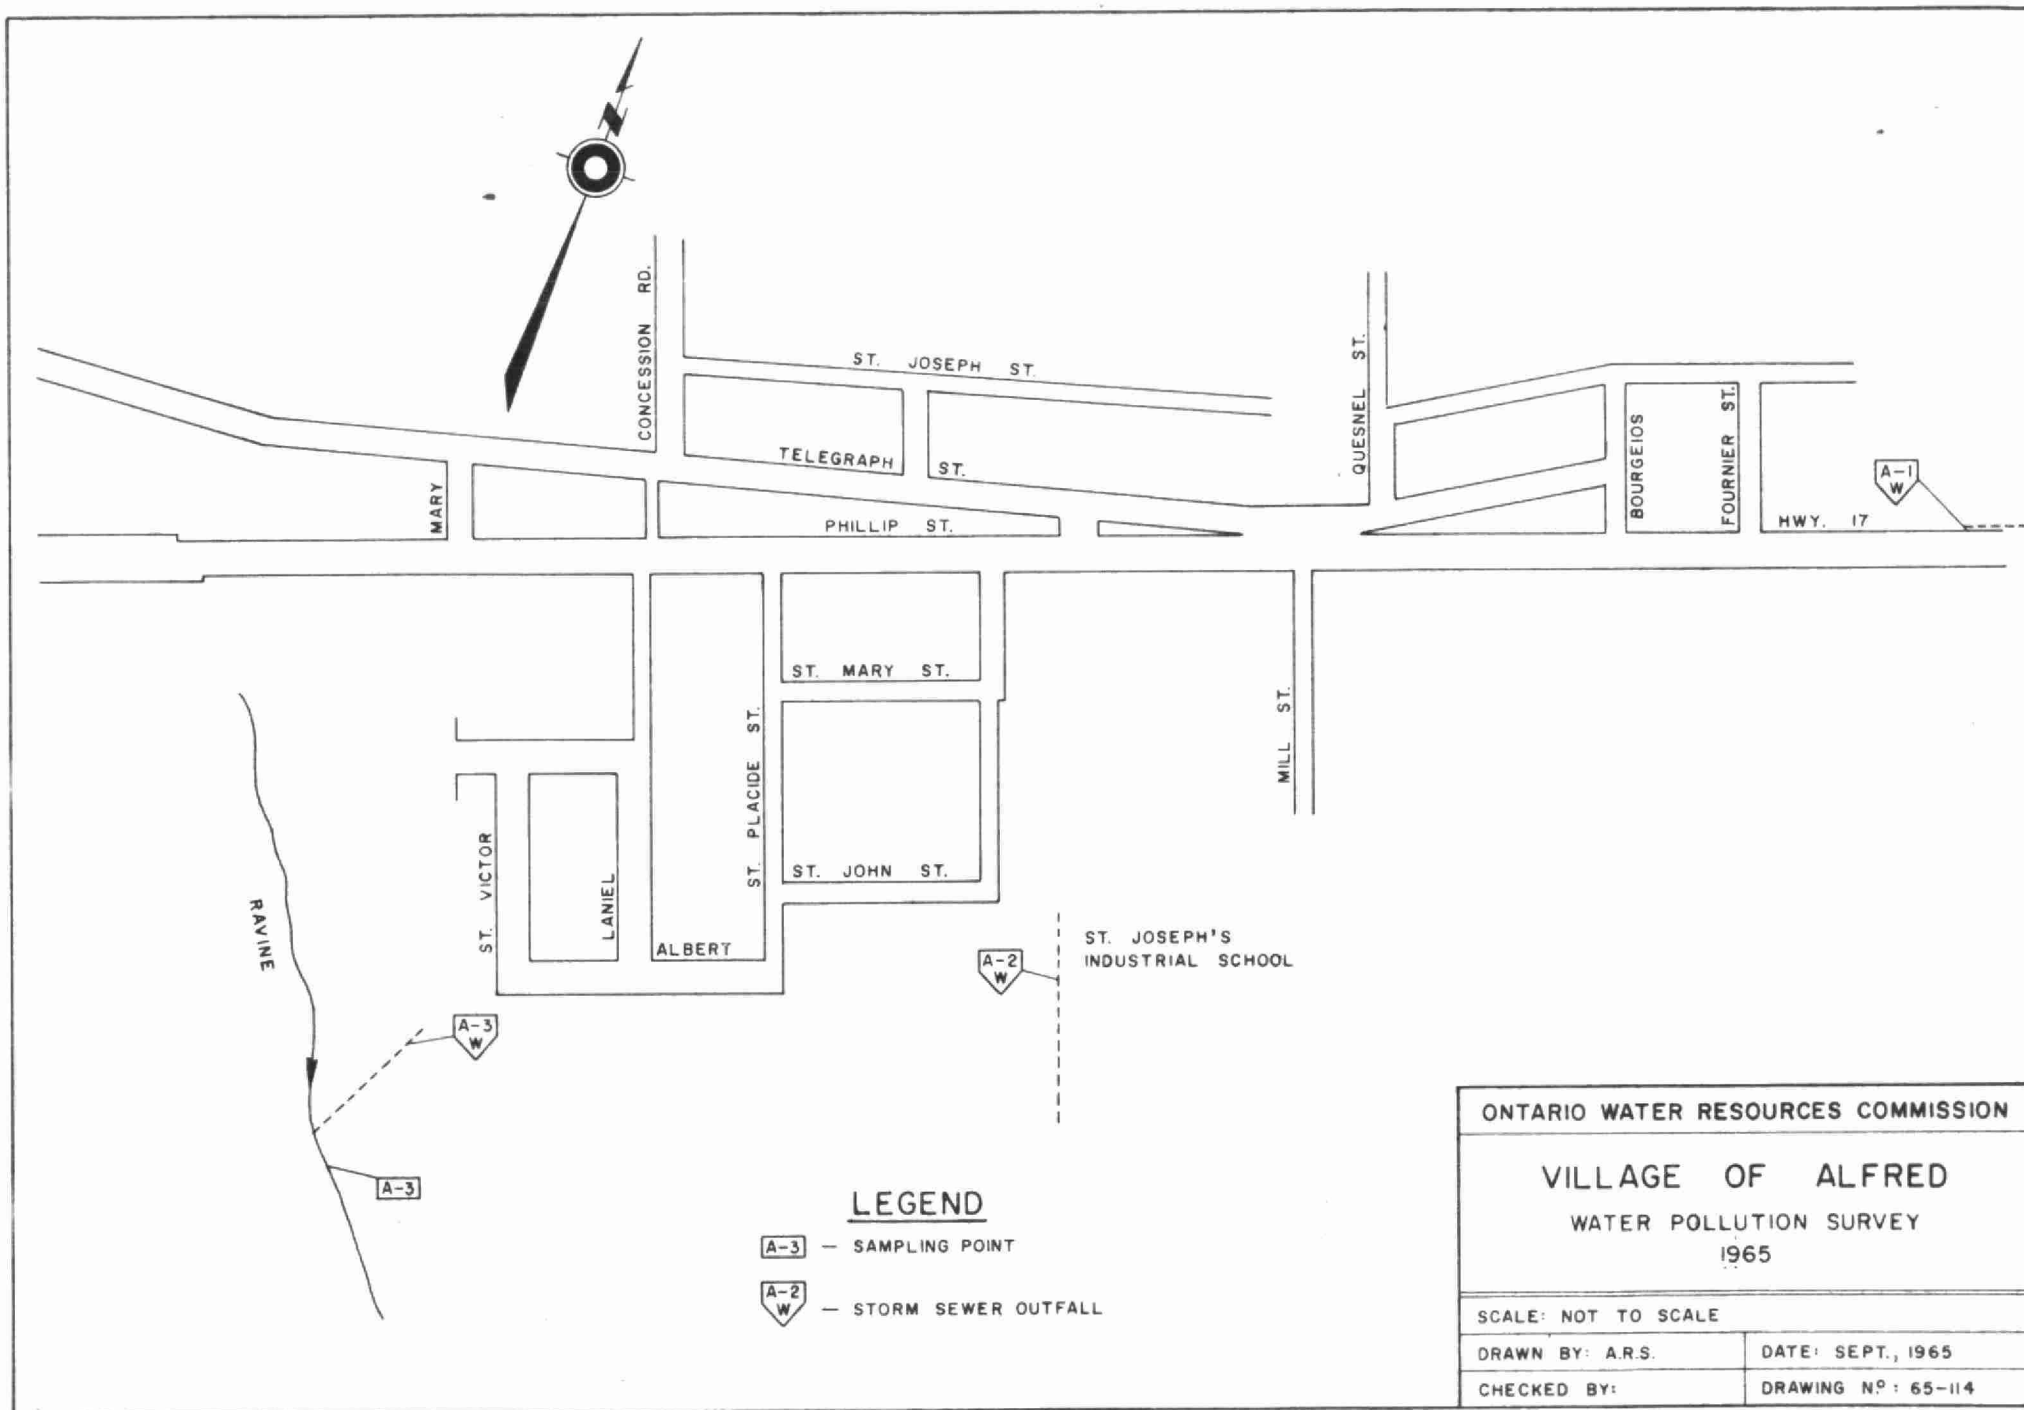 N
CONCESSION RD.
ST. JOSEPH ST.
QUESNEL ST.
TELEGRAPH ST.
BOURGEIOS
FOURNIER ST.
A-1
W
MARY
PHILLIP ST.
HWY. 17
ST. MARY ST.
ST. PLACIDE ST.
MILL ST.
ST. VICTOR
LANIEL
ST. JOHN ST.
RAVINE
ALBERT
A-2
W
ST. JOSEPH'S
INDUSTRIAL SCHOOL
A-3
W
A-3
LEGEND
A-3 — SAMPLING POINT
A-2
W — STORM SEWER OUTFALL
ONTARIO WATER RESOURCES COMMISSION
VILLAGE OF ALFRED
WATER POLLUTION SURVEY
1965
SCALE: NOT TO SCALE
DRAWN BY: A.R.S.
DATE: SEPT., 1965
CHECKED BY:
DRAWING Nº: 65-114